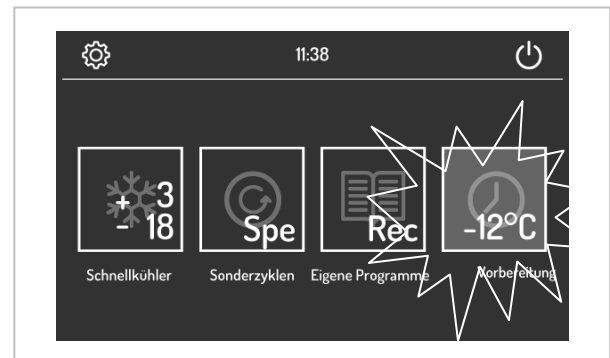 11:38
+ 3
- 18
Spe
Rec
-12°C
Schnellkühler
Sonderzyklen
Eigene Programme
Vorbereitung